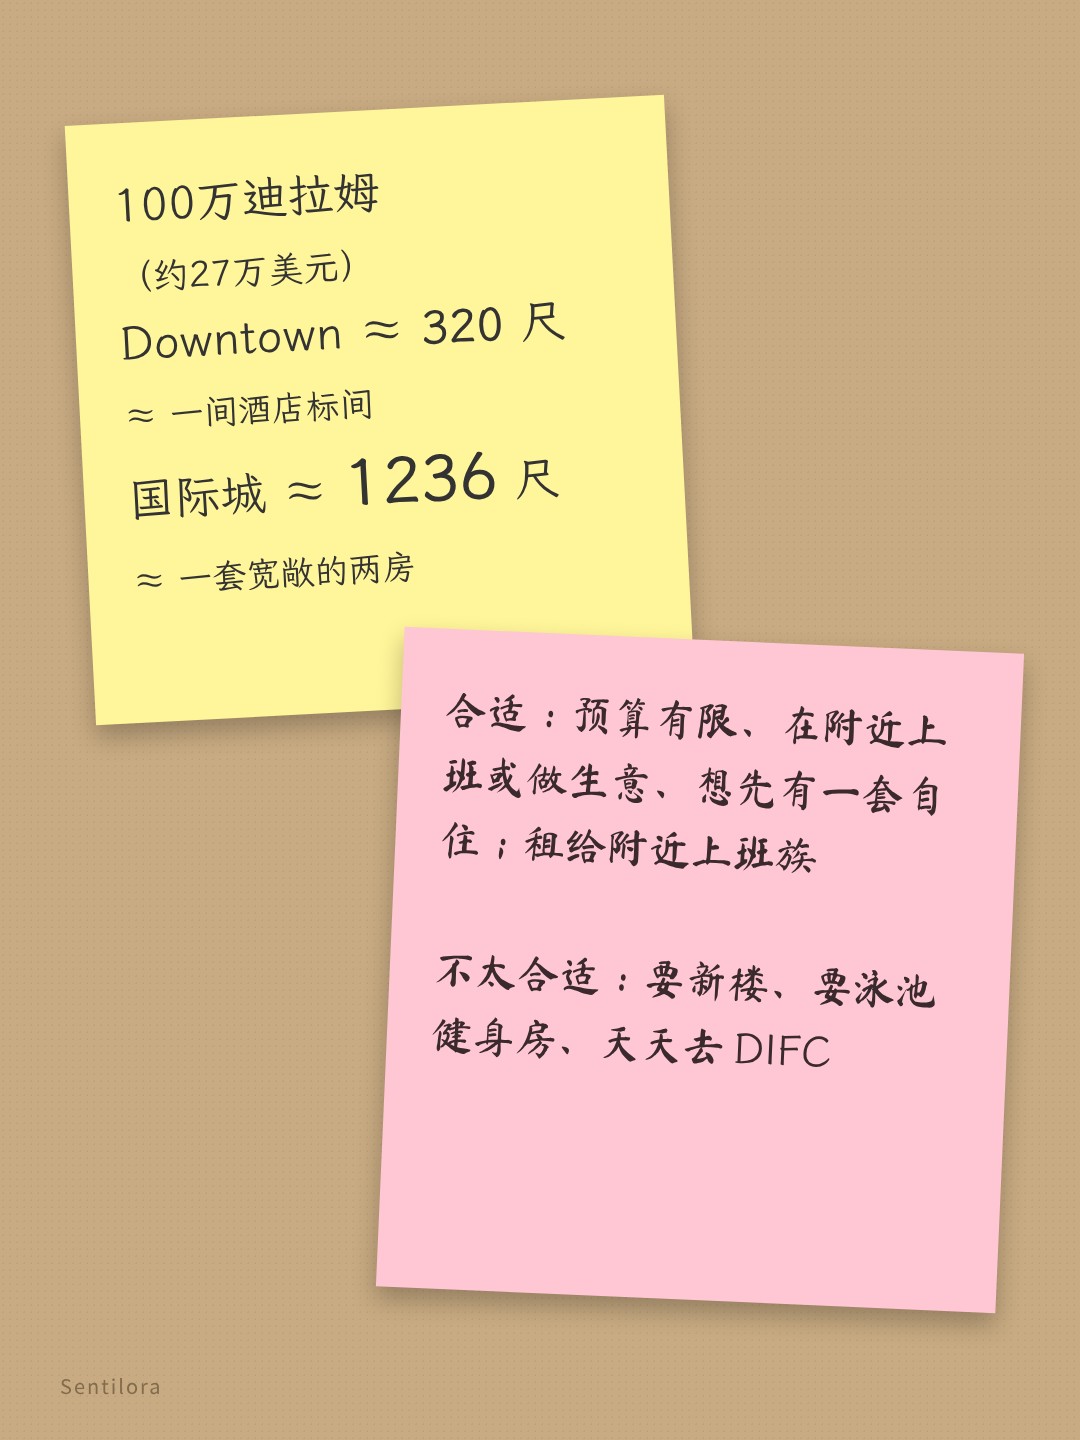 100万迪拉姆
(约27万美元)
Downtown ≈ 320 尺
≈ 一间酒店标间
国际城 ≈ 1236 尺
≈ 一套宽敞的两房
合适：预算有限、在附近上
班或做生意、想先有一套自
住；租给附近上班族
不太合适：要新楼、要泳池
健身房、天天去 DIFC
Sentilora